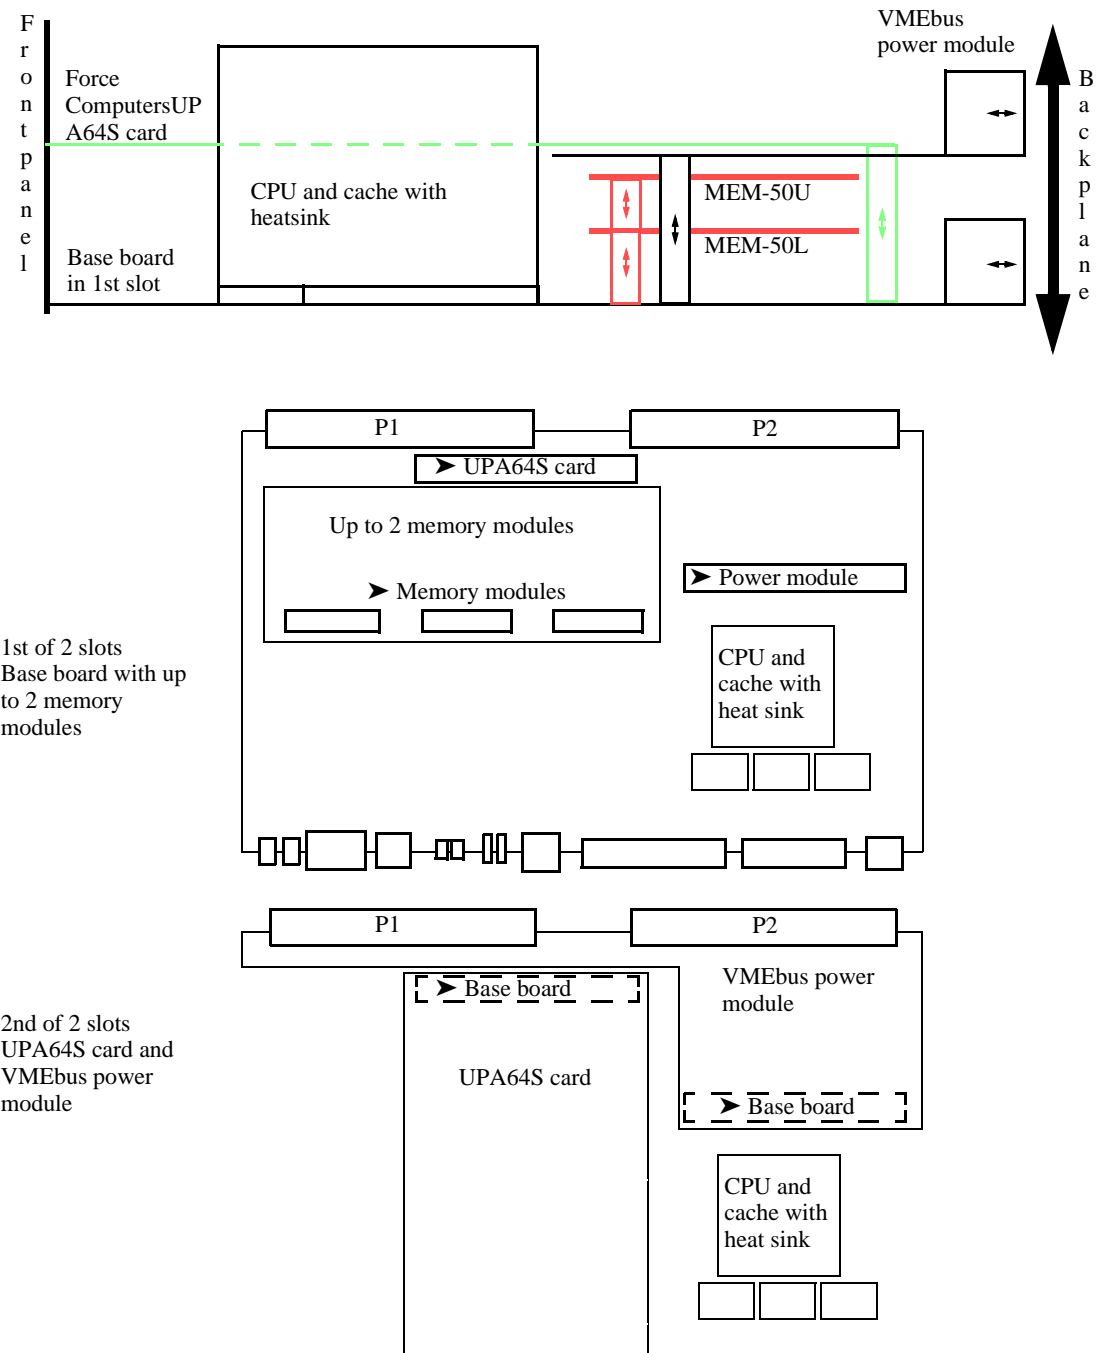 Frontpanel
VMEbus
power module
Backplane
Force
ComputersUP
A64S card
CPU and cache with
heatsink
MEM-50U
MEM-50L
Base board
in 1st slot
P1
P2
UPA64S card
Up to 2 memory modules
Memory modules
Power module
1st of 2 slots
Base board with up
to 2 memory
modules
CPU and
cache with
heat sink
P1
P2
Base board
VMEbus power
module
2nd of 2 slots
UPA64S card and
VMEbus power
module
UPA64S card
Base board
CPU and
cache with
heat sink